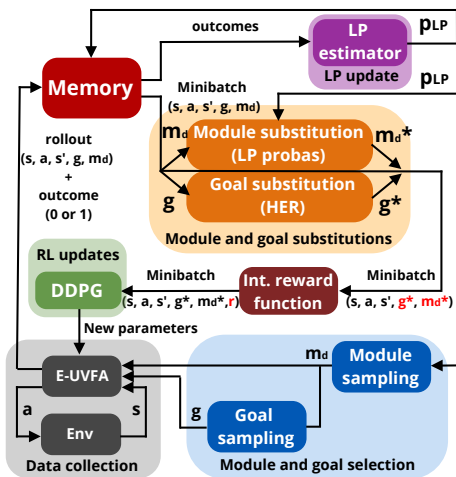 outcomes
LP
estimator
LP update
pLP
pLP
Memory
Minibatch
(s, a, s', g, md)
md
Module substitution
(LP probas)
md*
rollout
(s, a, s', g, md)
+
outcome
(0 or 1)
g
Goal substitution
(HER)
g*
Module and goal substitutions
RL updates
DDPG
Minibatch
(s, a, s', g*, md*,r)
Int. reward
function
Minibatch
(s, a, s', g*, md*)
New parameters
E-UVFA
md
Module
sampling
a
s
g
Goal
sampling
Env
Data collection
Module and goal selection